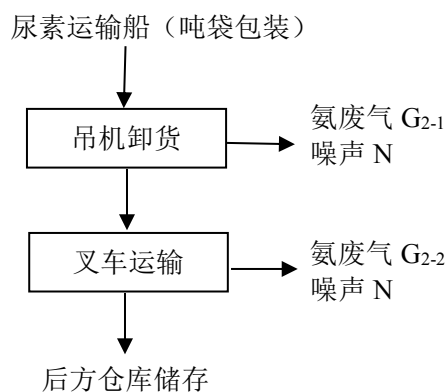 尿素运输船（吨袋包装）
吊机卸货
氨废气 G2-1
噪声 N
叉车运输
氨废气 G2-2
噪声 N
后方仓库储存